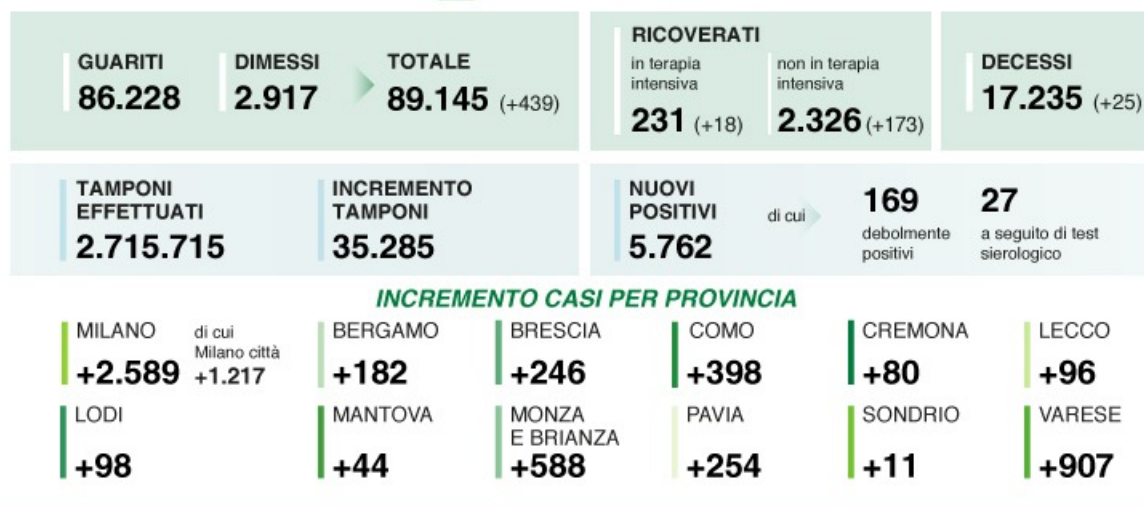 GUARITI
86.228
DIMESSI
2.917
TOTALE
89.145 (+439)
RICOVERATI
in terapia
intensiva
231 (+18)
non in terapia
intensiva
2.326 (+173)
DECESSI
17.235 (+25)
TAMPONI
EFFETTUATI
2.715.715
INCREMENTO
TAMPONI
35.285
NUOVI
POSITIVI
5.762
di cui
169
debolmente
positivi
27
a seguito di test
sierologico
INCREMENTO CASI PER PROVINCIA
MILANO
+2.589
di cui
Milano città
+1.217
BERGAMO
+182
BRESCIA
+246
COMO
+398
CREMONA
+80
LECCO
+96
LODI
+98
MANTOVA
+44
MONZA
E BRIANZA
+588
PAVIA
+254
SONDRIO
+11
VARESE
+907